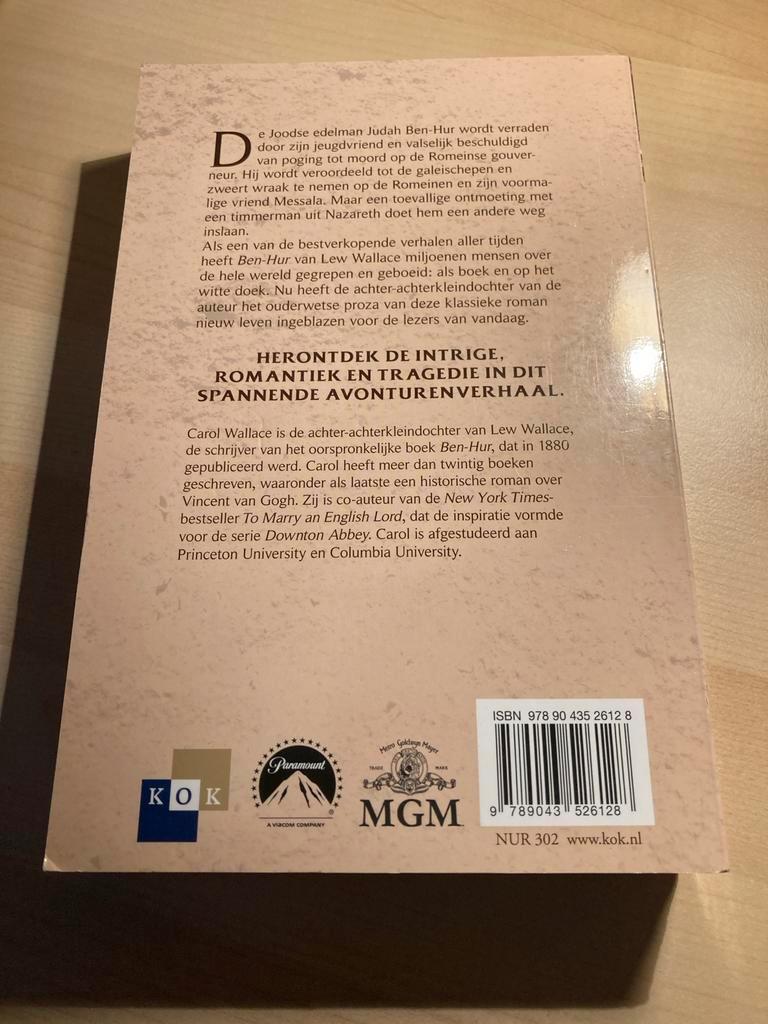 De Joodse edelman Judah Ben-Hur wordt verraden
door zijn jeugdvriend en valselijk beschuldigd
van poging tot moord op de Romeinse gouver-
neur. Hij wordt veroordeeld tot de galeischepen en
zweert wraak te nemen op de Romeinen en zijn voorma-
lige vriend Messala. Maar een toevallige ontmoeting met
een timmerman uit Nazareth doet hem een andere weg
inslaan.
Als een van de bestverkopende verhalen aller tijden
heeft Ben-Hur van Lew Wallace miljoenen mensen over
de hele wereld gegrepen en geboeid: als boek en op het
witte doek. Nu heeft de achter-achterkleindochter van de
auteur het ouderwetse proza van deze klassieke roman
nieuw leven ingeblazen voor de lezers van vandaag.
HERONTDEK DE INTRIGE,
ROMANTIEK EN TRAGEDIE IN DIT
SPANNENDE AVONTURENVERHAAL.
Carol Wallace is de achter-achterkleindochter van Lew Wallace,
de schrijver van het oorspronkelijke boek Ben-Hur, dat in 1880
gepubliceerd werd. Carol heeft meer dan twintig boeken
geschreven, waaronder als laatste een historische roman over
Vincent van Gogh. Zij is co-auteur van de New York Times-
bestseller To Marry an English Lord, dat de inspiratie vormde
voor de serie Downton Abbey. Carol is afgestudeerd aan
Princeton University en Columbia University.
KOK
Paramount
®
A VIACOM COMPANY
Metro Goldwyn Mayer
TRADE MARK
MGM
ISBN 978 90 435 2612 8
9 789043 526128
NUR 302 www.kok.nl